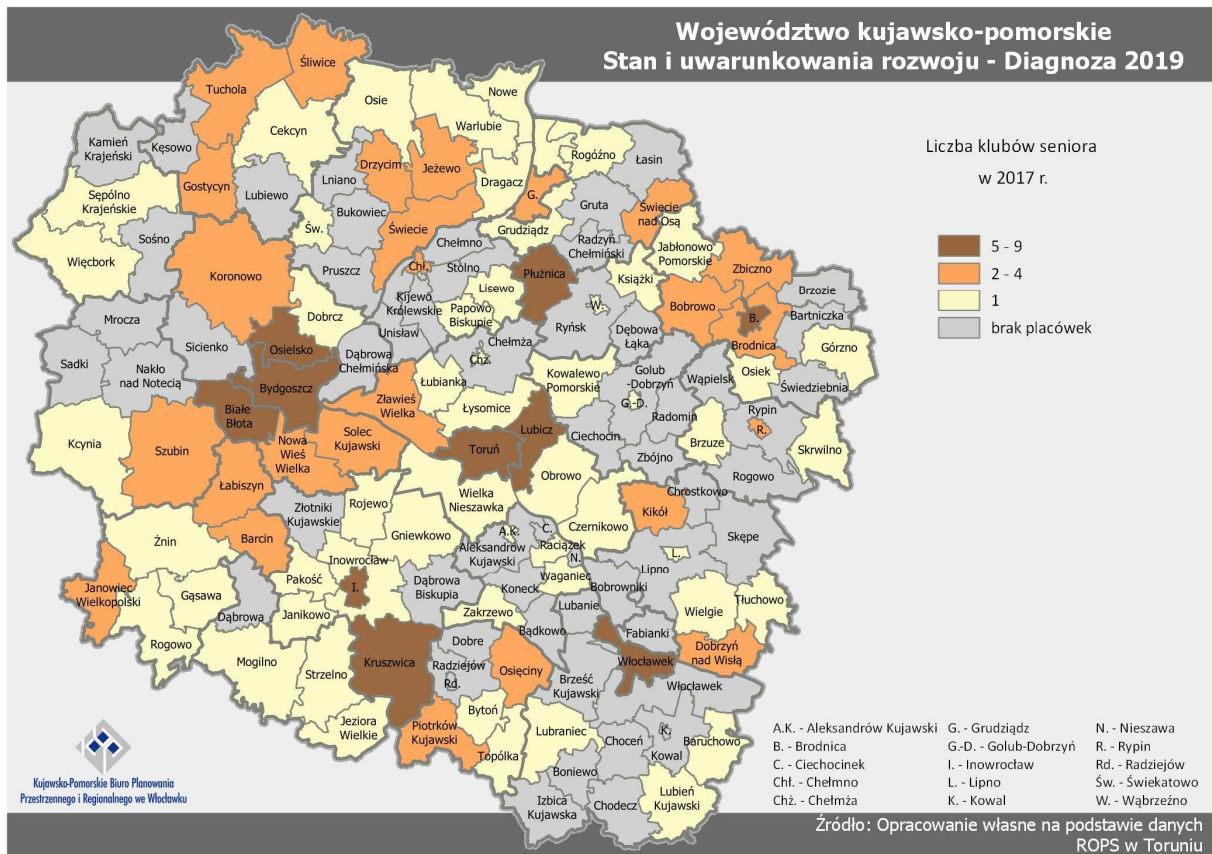 Województwo kujawsko-pomorskie
Stan i uwarunkowania rozwoju - Diagnoza 2019
Liczba klubów seniora
w 2017 r.
5 - 9
2 - 4
1
brak placówek
Śliwice
Tuchola
Nowe
Osie
Warlubie
Cekcyn
Kamień
Krajeński
Kęsowo
Rogóźno
Łasin
Drzycim
Jeżewo
Dragacz
Lniano
Gostycyn
Lubiewo
G.
Sępólno
Krajeńskie
Bukowiec
Gruta
Świecie
nad Osą
Św.
Świecie
Grudziądz
Sośno
Chełmno
Radzyń
Chełmiński
Jabłonowo
Pomorskie
Więcbork
Koronowo
Pruszcz
Chł.
Stolno
Płużnica
Zbiczno
Książki
Lisewo
Brzozie
Kijewo
Królewskie
Papowo
Biskupie
W.
Bobrowo
Bartniczka
Dobrcz
Mrocza
Unisław
Ryńsk
Dębowa
Łąka
B.
Sicienko
Osielsko
Chełmża
Brodnica
Górzno
Sadki
Nakło
nad Notecią
Dąbrowa
Chełmińska
Chż.
Golub
-Dobrzyń
Wąpielsk
Osiek
Świedziebnia
Bydgoszcz
Łubianka
Kowalewo
Pomorskie
Białe
Błota
Zławieś
Wielka
Łysomice
G.-D.
Radomin
Rypin
Kcynia
Szubin
Nowa
Wieś
Wielka
Solec
Kujawski
Lubicz
Toruń
Ciechocin
Brzuze
R.
Skrwilno
Zbójno
Rogowo
Łabiszyn
Obrowo
Chrostkowo
Złotniki
Kujawskie
Rojewo
Wielka
Nieszawka
Kikół
Czernikowo
Gniewkowo
Skępe
Żnin
Barcin
A.K.
C.
Raciążek
Aleksandrów
Kujawski
N.
L.
Inowrocław
Lipno
Pakość
I.
Dąbrowa
Biskupia
Waganiec
Janowiec
Wielkopolski
Gąsawa
Koneck
Bobrowniki
Tłuchowo
Dąbrowa
Janikowo
Zakrzewo
Lubanie
Wielgie
Rogowo
Bądkowo
Fabianki
Dobre
Dobrzyń
nad Wisłą
Mogilno
Strzelno
Kruszwica
Radziejów
Rd.
Osięciny
Włocławek
Brześć
Kujawski
Włocławek
Bytoń
Jeziora
Wielkie
Piotrków
Kujawski
Lubraniec
Choceń
K.
Kowal
Baruchowo
Topólka
Boniewo
Izbica
Kujawska
Chodecz
Lubień
Kujawski
A.K. - Aleksandrów Kujawski
B. - Brodnica
C. - Ciechocinek
Chł. - Chełmno
Chż. - Chełmża
G. - Grudziądz
G.-D. - Golub-Dobrzyń
I. - Inowrocław
L. - Lipno
K. - Kowal
N. - Nieszawa
R. - Rypin
Rd. - Radziejów
Św. - Świekatowo
W. - Wąbrzeźno
Kujawsko-Pomorskie Biuro Planowania
Przestrzennego i Regionalnego we Włocławku
Źródło: Opracowanie własne na podstawie danych
ROPS w Toruniu